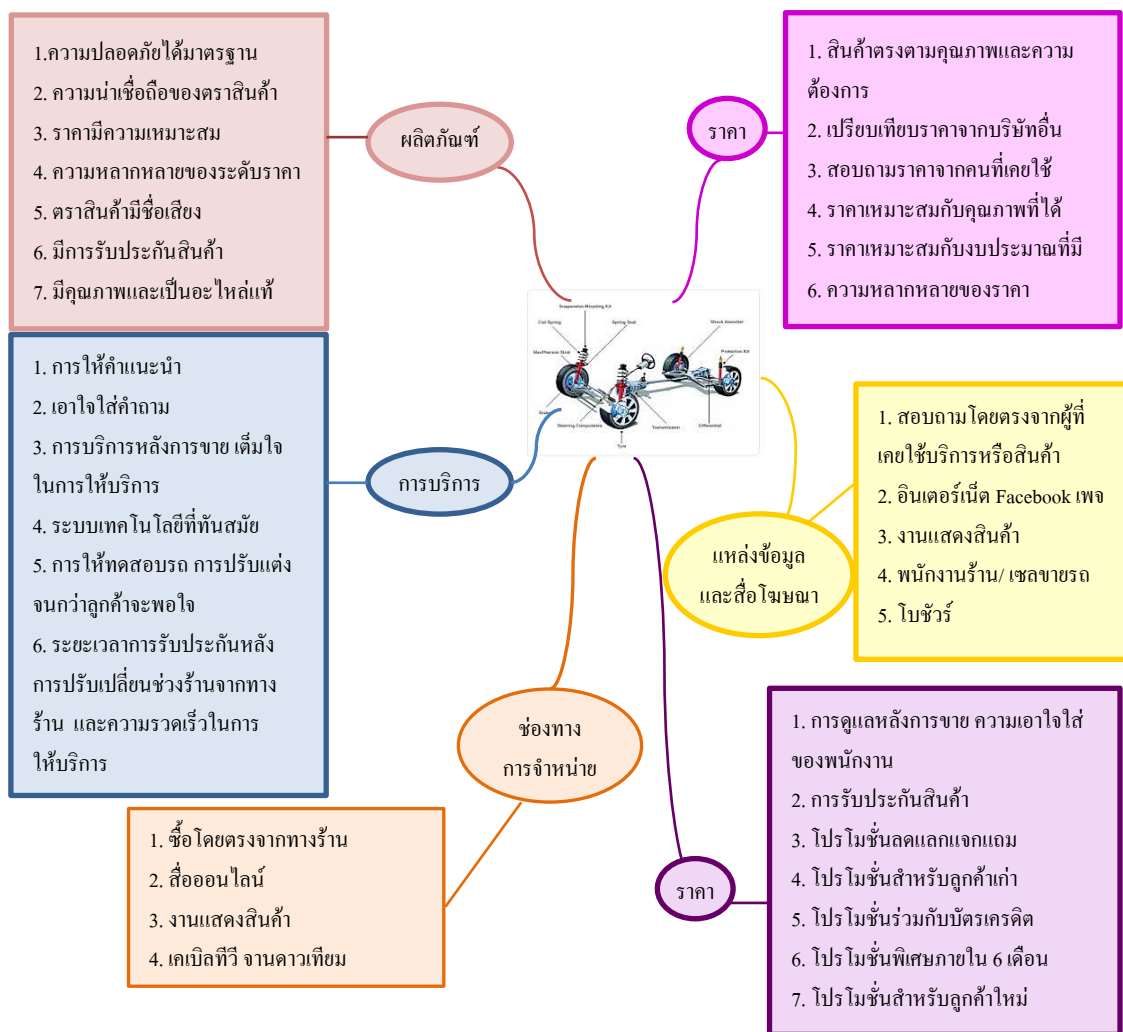 1.ความปลอดภัยได้มาตรฐาน
2. ความน่าเชื่อถือของตราสินค้า
3. ราคามีความเหมาะสม
4. ความหลากหลายของระดับราคา
5. ตราสินค้ามีชื่อเสียง
6. มีการรับประกันสินค้า
7. มีคุณภาพและเป็นอะไหล่แท้
ผลิตภัณฑ์
ราคา
1. สินค้าตรงตามคุณภาพและความ
ต้องการ
2. เปรียบเทียบราคาจากบริษัทอื่น
3. สอบถามราคาจากคนที่เคยใช้
4. ราคาเหมาะสมกับคุณภาพที่ได้
5. ราคาเหมาะสมกับงบประมาณที่มี
6. ความหลากหลายของราคา
Suspension Mounting Kit
Coil Spring
Spring Seat
Shock Absorber
MacPherson Strut
Protection Kit
Steering Components
Transmission
Differential
Tyre
1. การให้คำแนะนำ
2. เอาใจใส่คำถาม
3. การบริการหลังการขาย เต็มใจ
ในการให้บริการ
4. ระบบเทคโนโลยีที่ทันสมัย
5. การให้ทดสอบรถ การปรับแต่ง
จนกว่าลูกค้าจะพอใจ
6. ระยะเวลาการรับประกันหลัง
การปรับเปลี่ยนช่วงร้านจากทาง
ร้าน และความรวดเร็วในการ
ให้บริการ
การบริการ
แหล่งข้อมูล
และสื่อโฆษณา
1. สอบถามโดยตรงจากผู้ที่
เคยใช้บริการหรือสินค้า
2. อินเตอร์เน็ต Facebook เพจ
3. งานแสดงสินค้า
4. พนักงานร้าน/ เซลขายรถ
5. โบชัวร์
ช่องทาง
การจำหน่าย
1. ซื้อโดยตรงจากทางร้าน
2. สื่อออนไลน์
3. งานแสดงสินค้า
4. เคเบิลทีวี จานดาวเทียม
ราคา
1. การดูแลหลังการขาย ความเอาใจใส่
ของพนักงาน
2. การรับประกันสินค้า
3. โปรโมชั่นลดแลกแจกแถม
4. โปรโมชั่นสำหรับลูกค้าเก่า
5. โปรโมชั่นร่วมกับบัตรเครดิต
6. โปรโมชั่นพิเศษภายใน 6 เดือน
7. โปรโมชั่นสำหรับลูกค้าใหม่